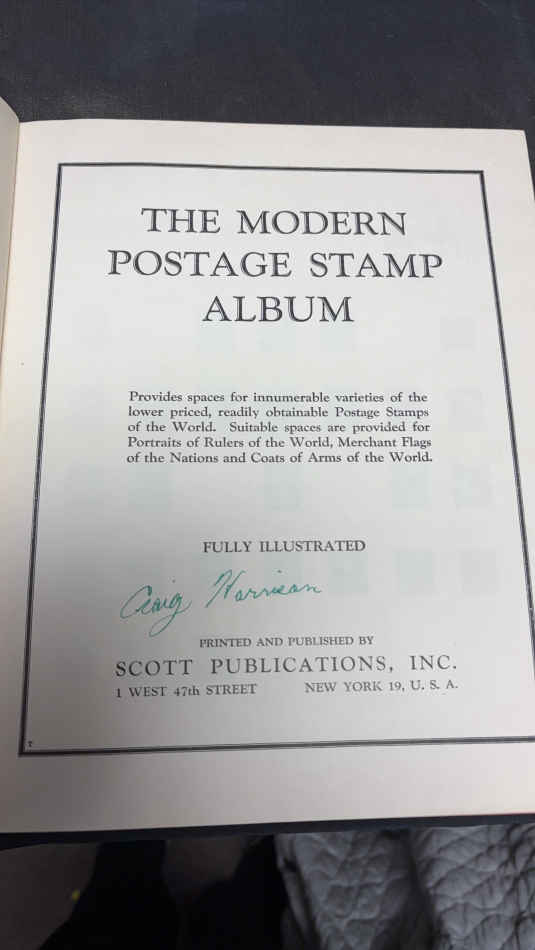 THE MODERN
POSTAGE STAMP
ALBUM
Provides spaces for innumerable varieties of the
lower priced, readily obtainable Postage Stamps
of the World. Suitable spaces are provided for
Portraits of Rulers of the World, Merchant Flags
of the Nations and Coats of Arms of the World.
FULLY ILLUSTRATED
Craig Harrison
PRINTED AND PUBLISHED BY
SCOTT PUBLICATIONS, INC.
1 WEST 47th STREET NEW YORK 19, U. S. A.
T